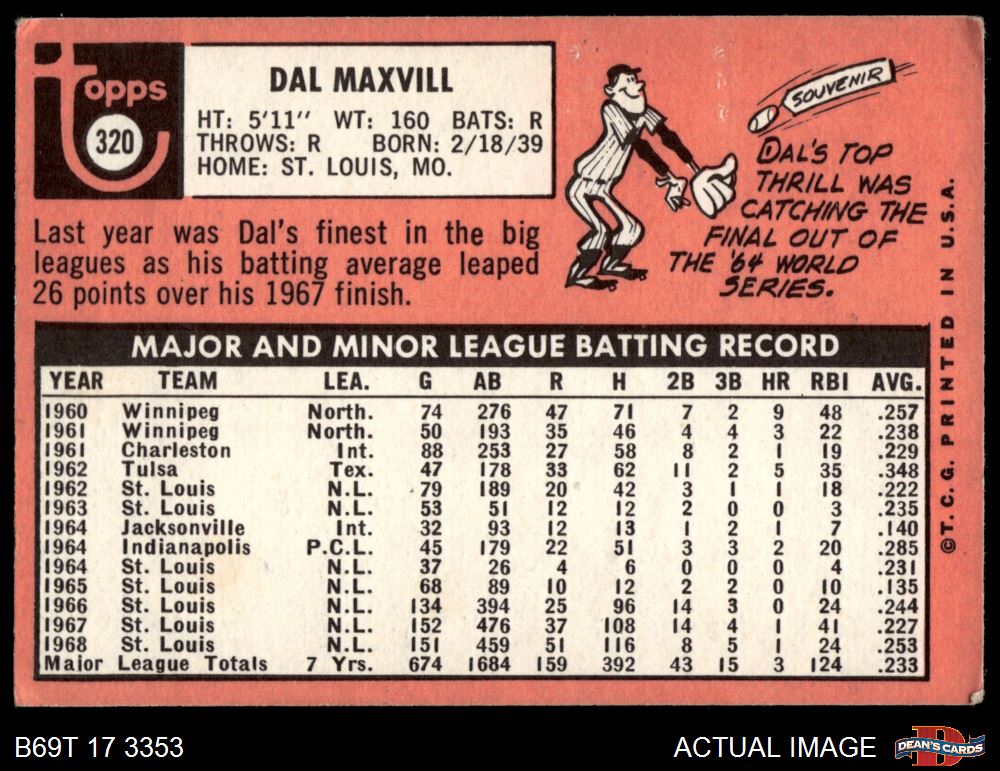 Topps
320
DAL MAXVILL
HT: 5'11" WT: 160 BATS: R
THROWS: R BORN: 2/18/39
HOME: ST. LOUIS, MO.
Last year was Dal's finest in the big
leagues as his batting average leaped
26 points over his 1967 finish.
SOUVENIR
DAL'S TOP
THRILL WAS
CATCHING THE
FINAL OUT OF
THE '64 WORLD
SERIES.
MAJOR AND MINOR LEAGUE BATTING RECORD
YEAR TEAM LEA. G AB R H 2B 3B HR RBI AVG.
1960 Winnipeg North. 74 276 47 71 7 2 9 48 .257
1961 Winnipeg North. 50 193 35 46 4 4 3 22 .238
1961 Charleston Int. 88 253 27 58 8 2 1 19 .229
1962 Tulsa Tex. 47 178 33 62 11 2 5 35 .348
1962 St. Louis N.L. 79 189 20 42 3 1 1 18 .222
1963 St. Louis N.L. 53 51 12 12 2 0 0 3 .235
1964 Jacksonville Int. 32 93 12 13 1 2 1 7 .140
1964 Indianapolis P.C.L. 45 179 22 51 3 3 2 20 .285
1964 St. Louis N.L. 37 26 4 6 0 0 0 4 .231
1965 St. Louis N.L. 68 89 10 12 2 2 0 10 .135
1966 St. Louis N.L. 134 394 25 96 14 3 0 24 .244
1967 St. Louis N.L. 152 476 37 108 14 4 1 41 .227
1968 St. Louis N.L. 151 459 51 116 8 5 1 24 .253
Major League Totals 7 Yrs. 674 1684 159 392 43 15 3 124 .233
©T.C.G. PRINTED IN U.S.A.
B69T 17 3353
ACTUAL IMAGE
DEAN'S CARDS